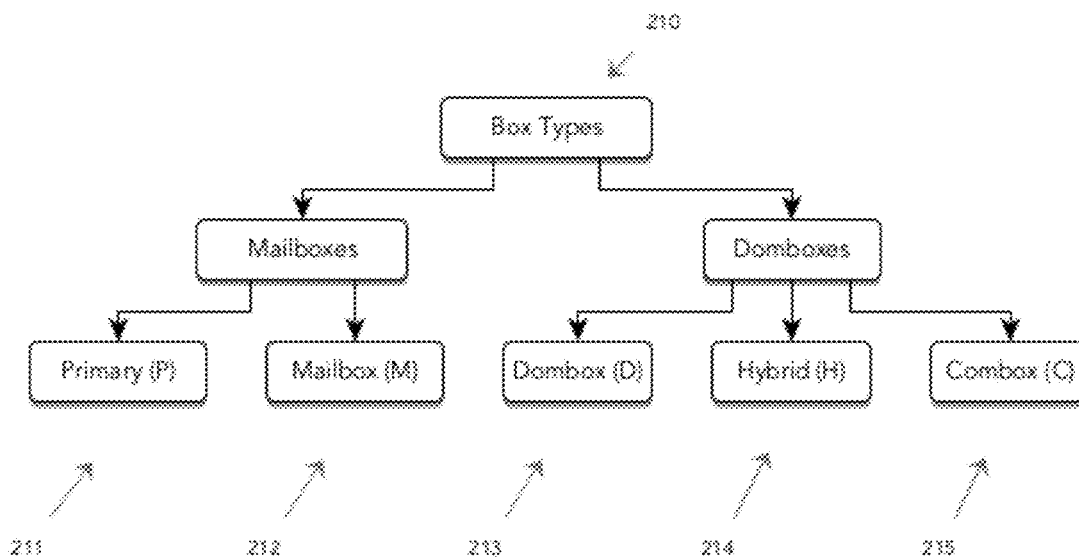 210
Box Types
Mailboxes
Domboxes
Primary (P)
Mailbox (M)
Dombox (D)
Hybrid (H)
Combox (C)
211
212
213
214
215